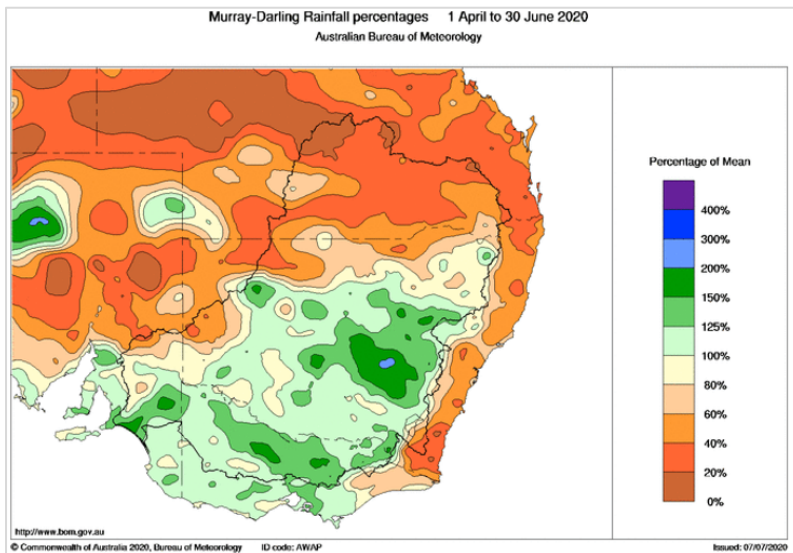 Murray-Darling Rainfall percentages 1 April to 30 June 2020
Australian Bureau of Meteorology
Percentage of Mean
400%
300%
200%
150%
125%
100%
80%
60%
40%
20%
0%
http://www.bom.gov.au
© Commonwealth of Australia 2020, Bureau of Meteorology ID code: AWAP Issued: 07/07/2020